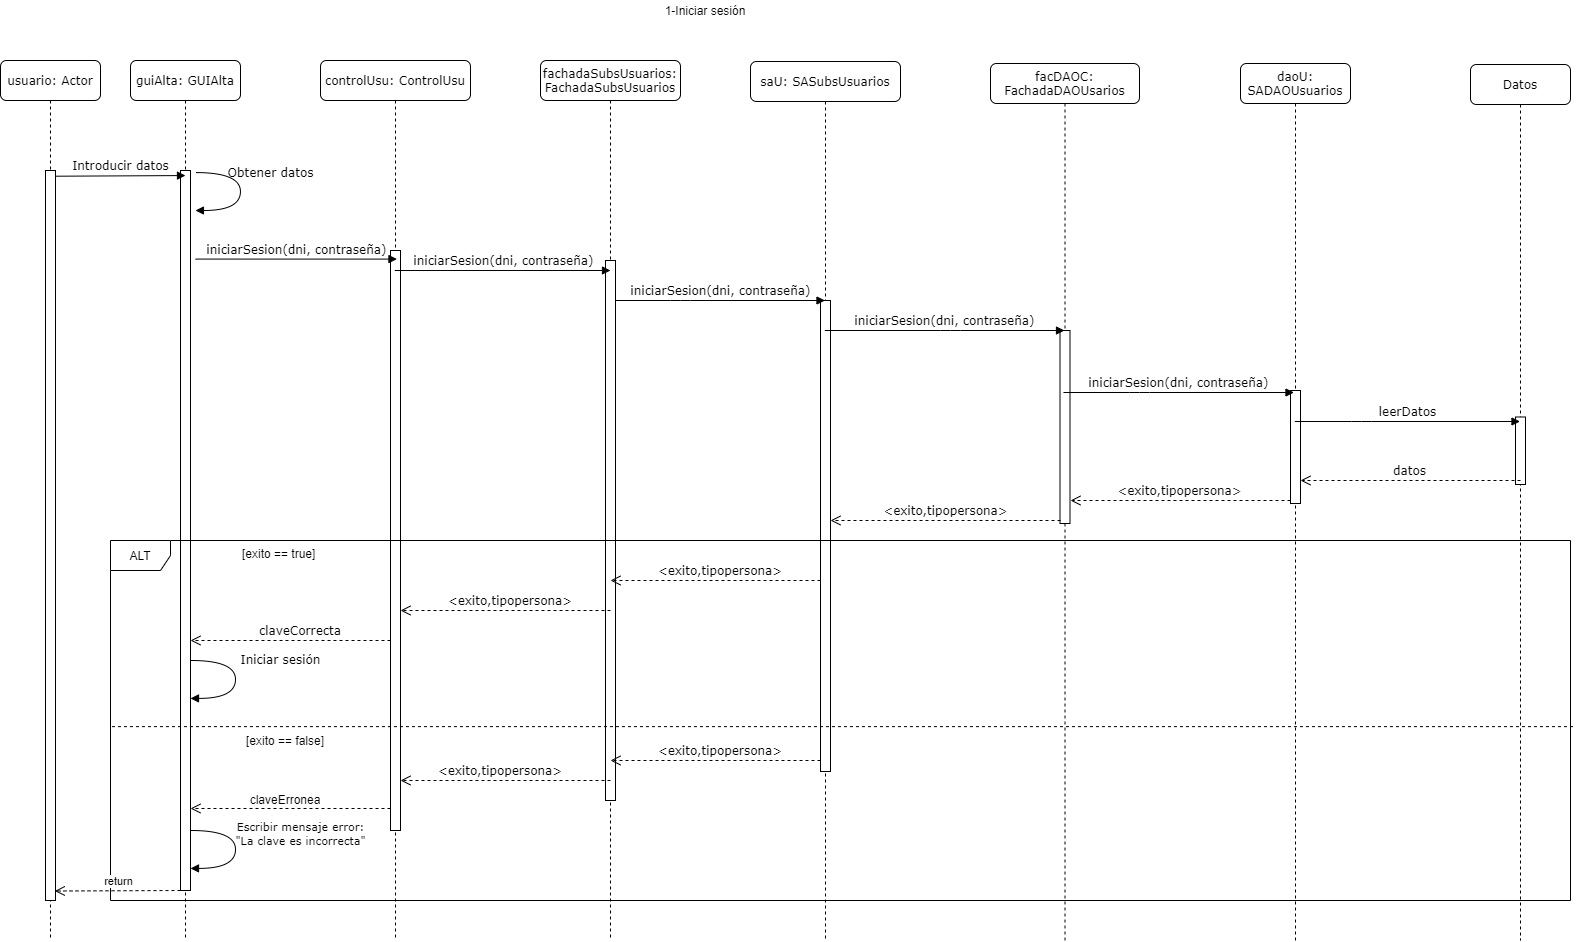 1-Iniciar sesión
usuario: Actor
guiAlta: GUIAlta
controlUsu: ControlUsu
fachadaSubsUsuarios:
FachadaSubsUsuarios
saU: SASubsUsuarios
facDAOC:
FachadaDAOUsarios
daoU:
SADAOUsuarios
Datos
Introducir datos
Obtener datos
iniciarSesion(dni, contraseña)
iniciarSesion(dni, contraseña)
iniciarSesion(dni, contraseña)
iniciarSesion(dni, contraseña)
iniciarSesion(dni, contraseña)
leerDatos
datos
<exito,tipopersona>
<exito,tipopersona>
ALT
[exito == true]
<exito,tipopersona>
<exito,tipopersona>
claveCorrecta
Iniciar sesión
[exito == false]
<exito,tipopersona>
<exito,tipopersona>
claveErronea
Escribir mensaje error:
"La clave es incorrecta"
return